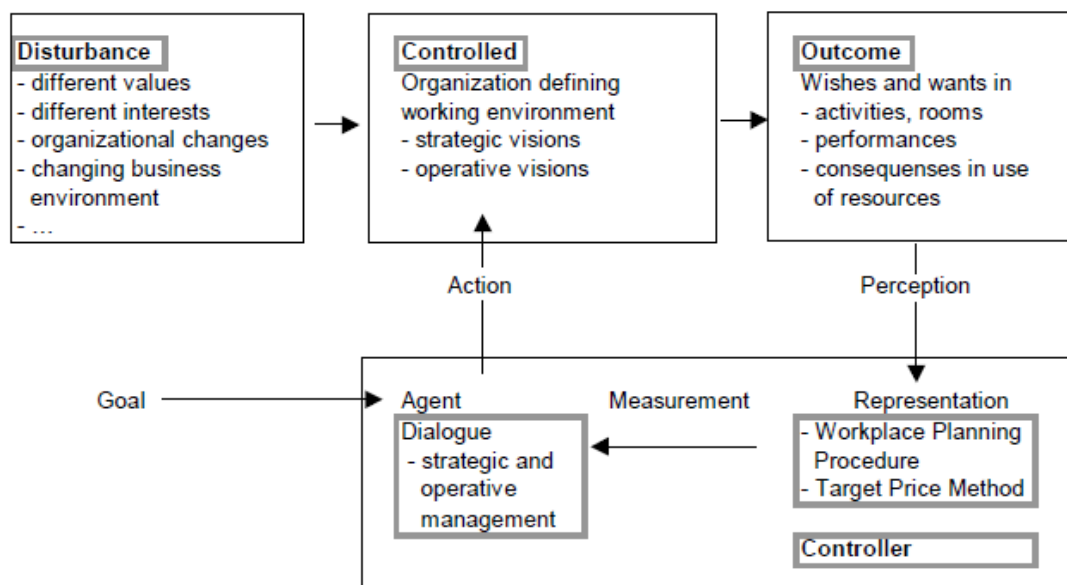 Disturbance
- different values
- different interests
- organizational changes
- changing business
environment
- ...
Controlled
Organization defining
working environment
- strategic visions
- operative visions
Outcome
Wishes and wants in
- activities, rooms
- performances
- consequenses in use
of resources
Action
Perception
Goal
Agent
Dialogue
- strategic and
operative
management
Measurement
Representation
- Workplace Planning
Procedure
- Target Price Method
Controller